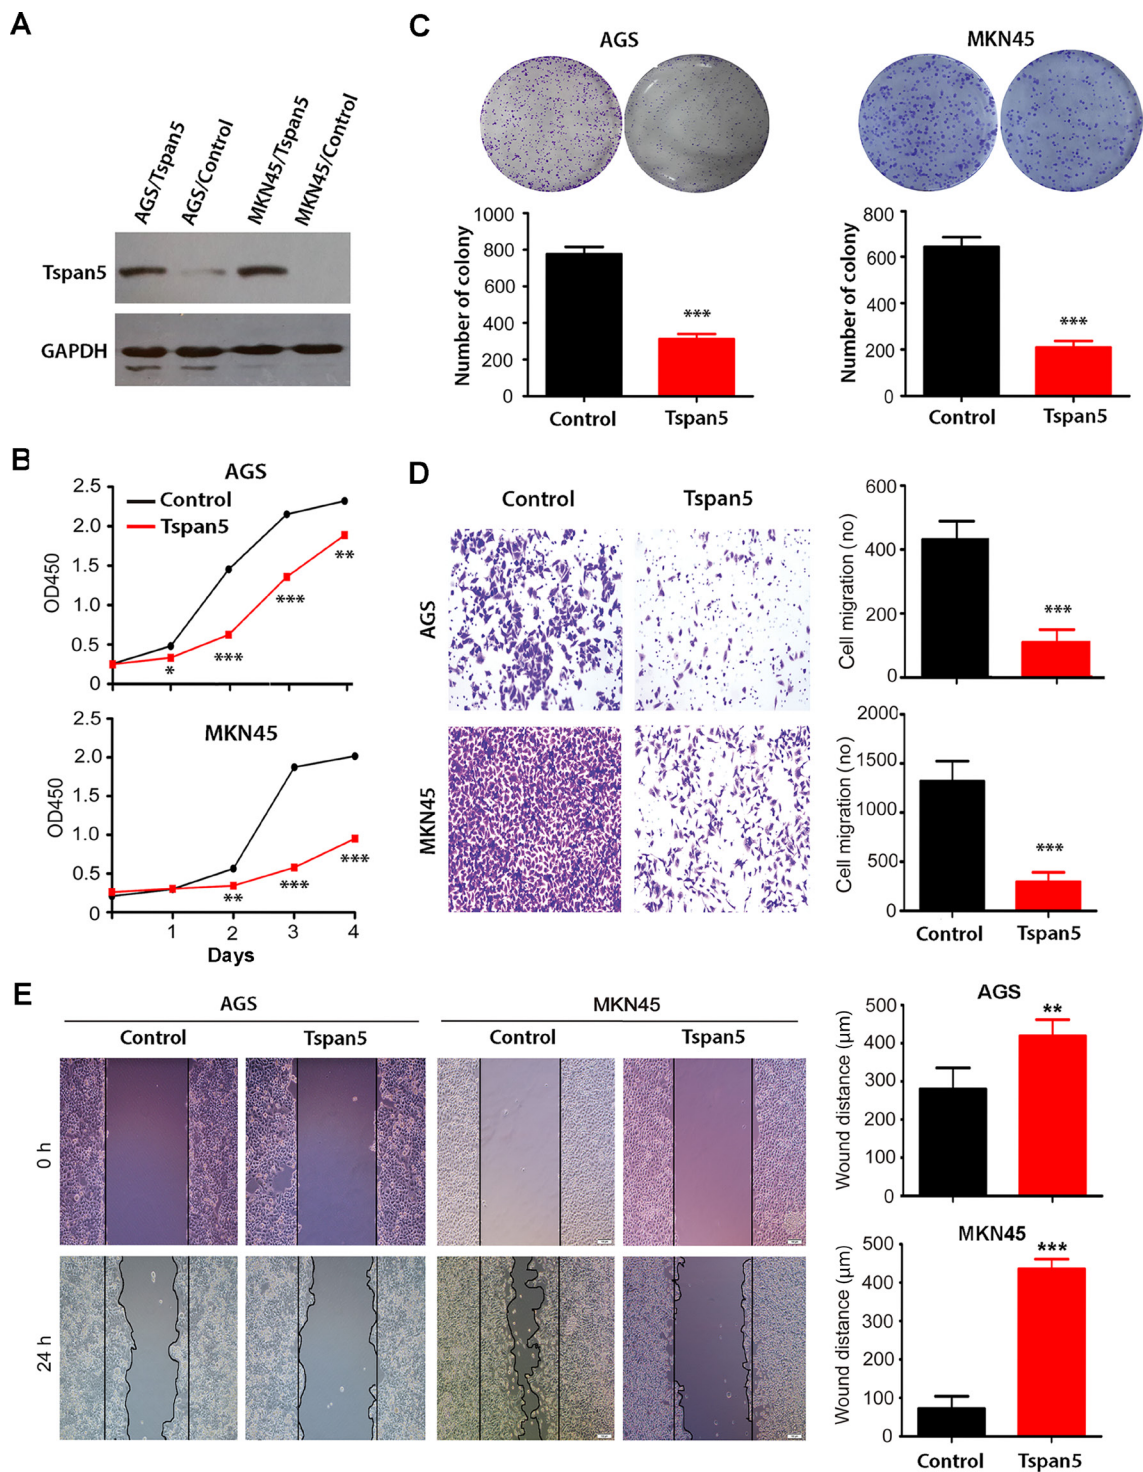 A
AGS/Tspan5
AGS/Control
MKN45/Tspan5
MKN45/Control
Tspan5
GAPDH
B
AGS
Control
Tspan5
OD450
2.5
2.0
1.5
1.0
0.5
0
*
***
***
**
MKN45
OD450
2.5
2.0
1.5
1.0
0.5
0
**
***
***
1 2 3 4
Days
C
AGS
Number of colony
1000
800
600
400
200
0
***
Control Tspan5
MKN45
Number of colony
800
600
400
200
0
***
Control Tspan5
D
Control Tspan5
AGS
MKN45
Cell migration (no)
600
400
200
0
***
Cell migration (no)
2000
1500
1000
500
0
***
Control Tspan5
E
AGS MKN45
Control Tspan5 Control Tspan5
0 h
24 h
AGS
Wound distance (µm)
500
400
300
200
100
0
**
MKN45
Wound distance (µm)
500
400
300
200
100
0
***
Control Tspan5